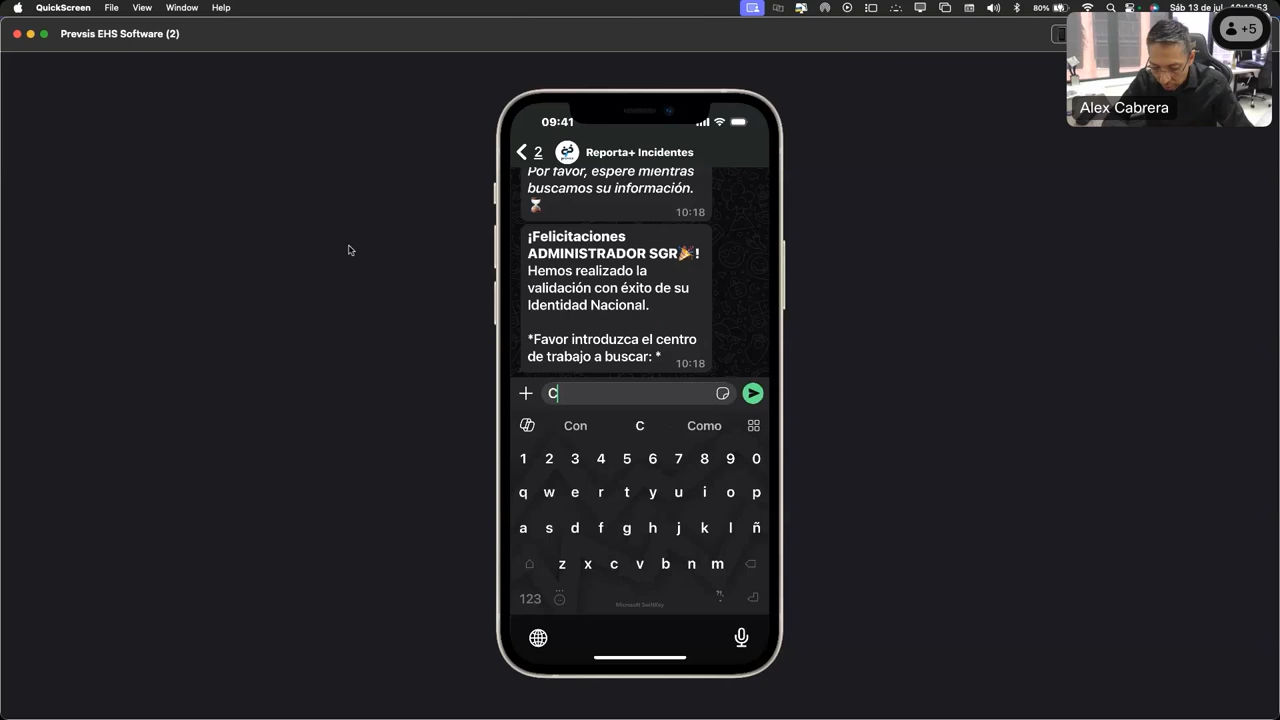 QuickScreen File Edit View Window Help
80%
Sáb 13 de jul
Prevsis EHS Software (2)
+5
Alex Cabrera
09:41
2
Reporta+ Incidentes
Por favor, espere mientras
buscamos su información.
10:18
¡Felicitaciones
ADMINISTRADOR SGR🎉!
Hemos realizado la
validación con éxito de su
Identidad Nacional.
*Favor introduzca el centro
de trabajo a buscar: *
10:18
C
Con C Como
1 2 3 4 5 6 7 8 9 0
q w e r t y u i o p
a s d f g h j k l ñ
z x c v b n m
123
Microsoft SwiftKey